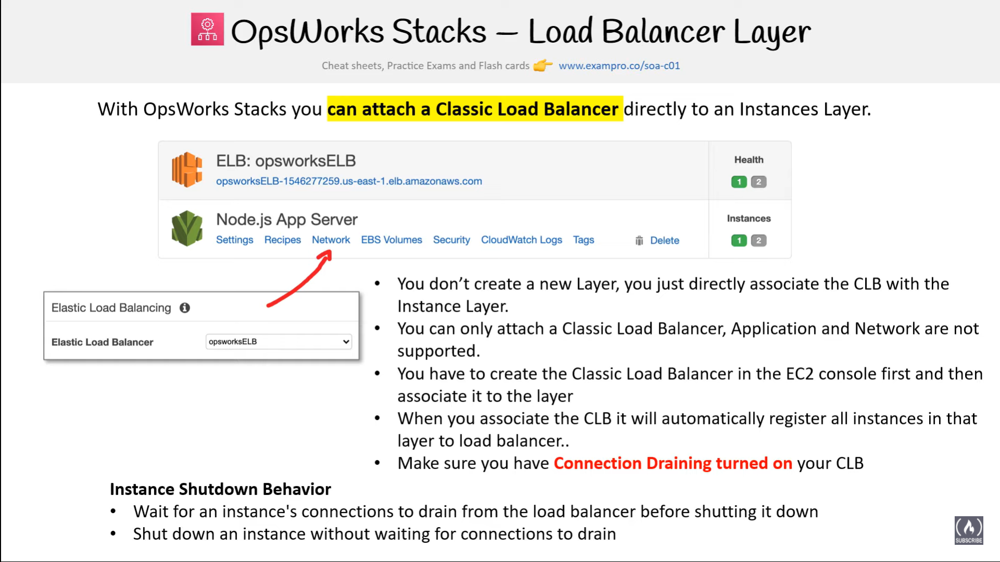 OpsWorks Stacks – Load Balancer Layer
Cheat sheets, Practice Exams and Flash cards 👉 www.exampro.co/soa-c01
With OpsWorks Stacks you can attach a Classic Load Balancer directly to an Instances Layer.
ELB: opsworksELB
opsworksELB-1546277259.us-east-1.elb.amazonaws.com
Health
1 2
Node.js App Server
Settings Recipes Network EBS Volumes Security CloudWatch Logs Tags Delete
Instances
1 2
Elastic Load Balancing
Elastic Load Balancer opsworksELB
• You don’t create a new Layer, you just directly associate the CLB with the
Instance Layer.
• You can only attach a Classic Load Balancer, Application and Network are not
supported.
• You have to create the Classic Load Balancer in the EC2 console first and then
associate it to the layer
• When you associate the CLB it will automatically register all instances in that
layer to load balancer..
• Make sure you have Connection Draining turned on your CLB
Instance Shutdown Behavior
• Wait for an instance's connections to drain from the load balancer before shutting it down
• Shut down an instance without waiting for connections to drain
SUBSCRIBE